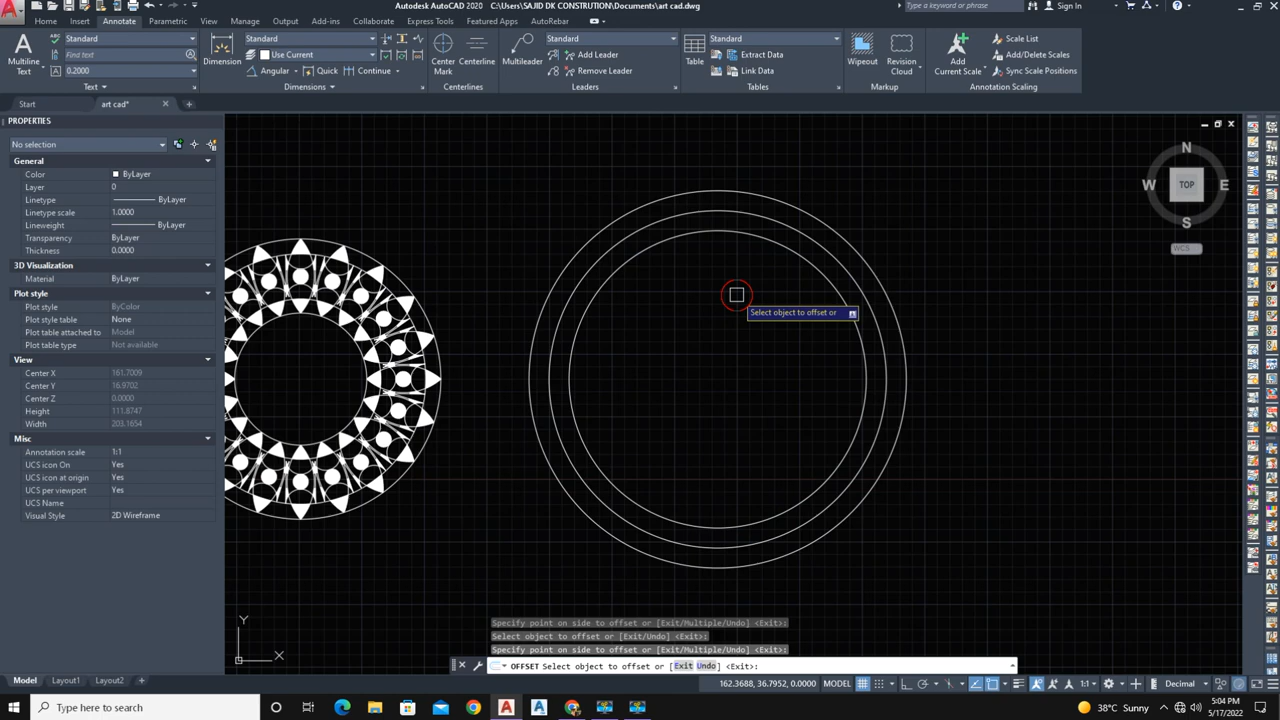 Autodesk AutoCAD 2020 C:\Users\SAJID DK CONSTRUTION\Documents\art cad.dwg
Type a keyword or phrase
Sign In
Home Insert Annotate Parametric View Manage Output Add-ins Collaborate Express Tools Featured Apps AutoRebar
Multiline
Text
Standard
Find text
0.2000
Text
Dimension
Standard
Use Current
Angular Quick Continue
Dimensions
Center
Mark
Centerline
Centerlines
Multileader
Standard
Add Leader
Remove Leader
Leaders
Table
Standard
Extract Data
Link Data
Tables
Wipeout
Revision
Cloud
Markup
Add
Current Scale
Scale List
Add/Delete Scales
Sync Scale Positions
Annotation Scaling
Start art cad*
PROPERTIES
No selection
General
Color ByLayer
Layer 0
Linetype ByLayer
Linetype scale 1.0000
Lineweight ByLayer
Transparency ByLayer
Thickness 0.0000
3D Visualization
Material ByLayer
Plot style
Plot style ByColor
Plot style table None
Plot table attached to Model
Plot table type Not available
View
Center X 161.7009
Center Y 16.9702
Center Z 0.0000
Height 111.8747
Width 203.1654
Misc
Annotation scale 1:1
UCS icon On Yes
UCS icon at origin Yes
UCS per viewport Yes
UCS Name
Visual Style 2D Wireframe
N
W TOP E
S
WCS
Select object to offset or
Y
X
Specify point on side to offset or [Exit/Multiple/Undo] <Exit>:
Select object to offset or [Exit/Undo] <Exit>:
Specify point on side to offset or [Exit/Multiple/Undo] <Exit>:
OFFSET Select object to offset or [Exit Undo] <Exit>:
Model Layout1 Layout2
162.3688, 36.7952, 0.0000 MODEL 1:1 Decimal
Type here to search
38°C Sunny
5:04 PM
5/17/2022